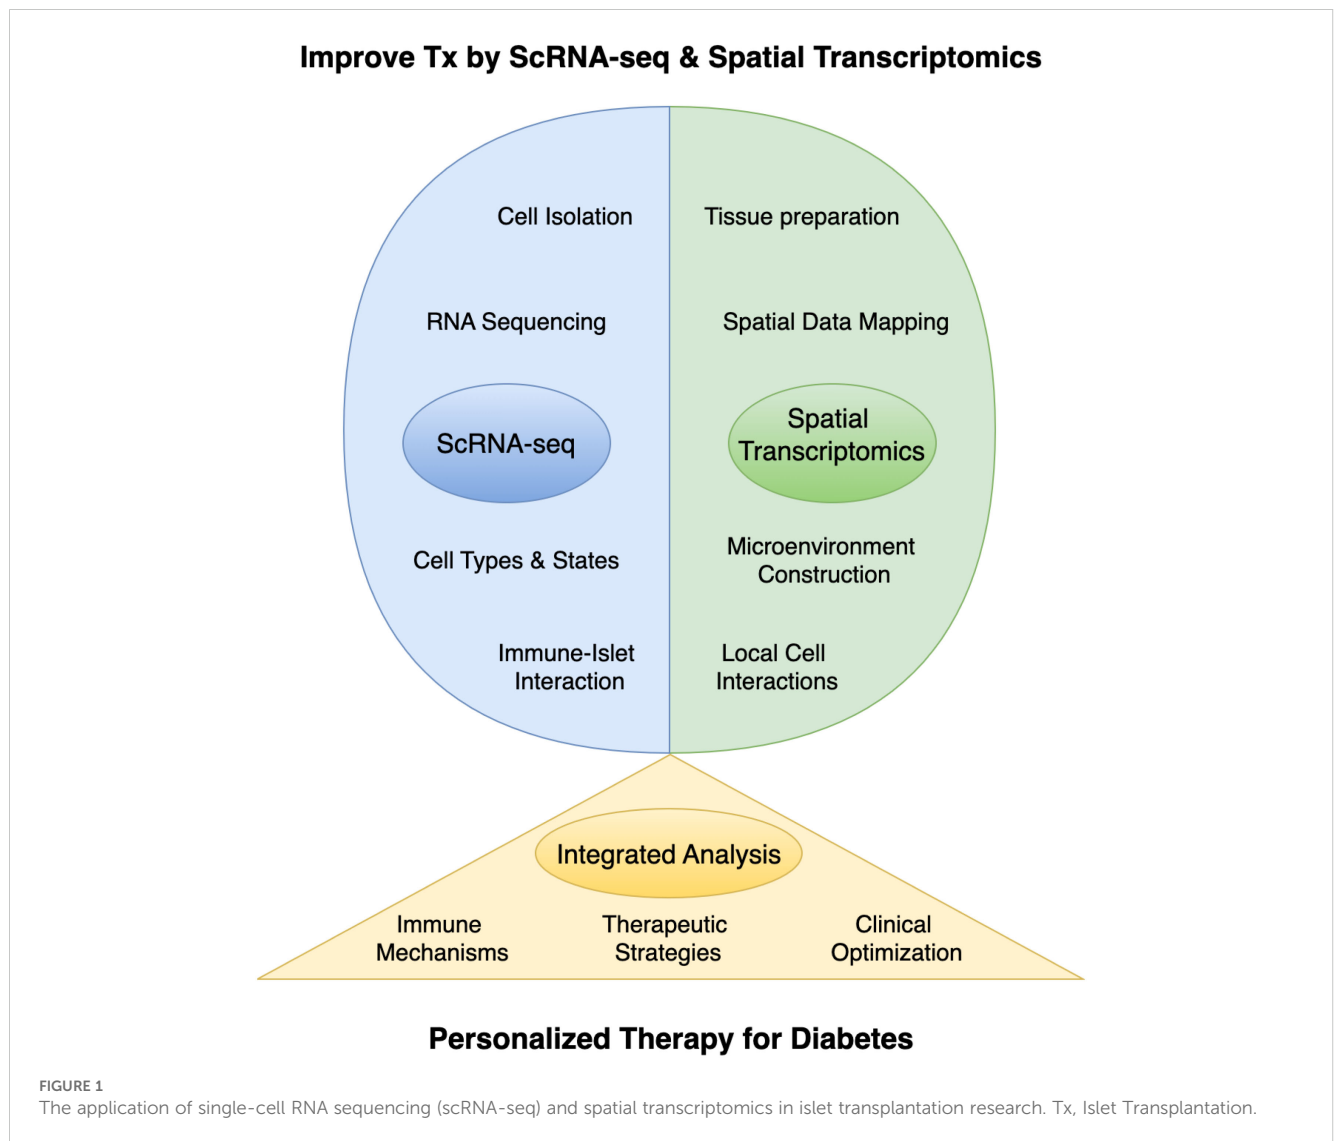 Improve Tx by ScRNA-seq & Spatial Transcriptomics
Cell Isolation
RNA Sequencing
ScRNA-seq
Cell Types & States
Immune-Islet
Interaction
Tissue preparation
Spatial Data Mapping
Spatial
Transcriptomics
Microenvironment
Construction
Local Cell
Interactions
Integrated Analysis
Immune
Mechanisms
Therapeutic
Strategies
Clinical
Optimization
Personalized Therapy for Diabetes
FIGURE 1
The application of single-cell RNA sequencing (scRNA-seq) and spatial transcriptomics in islet transplantation research. Tx, Islet Transplantation.